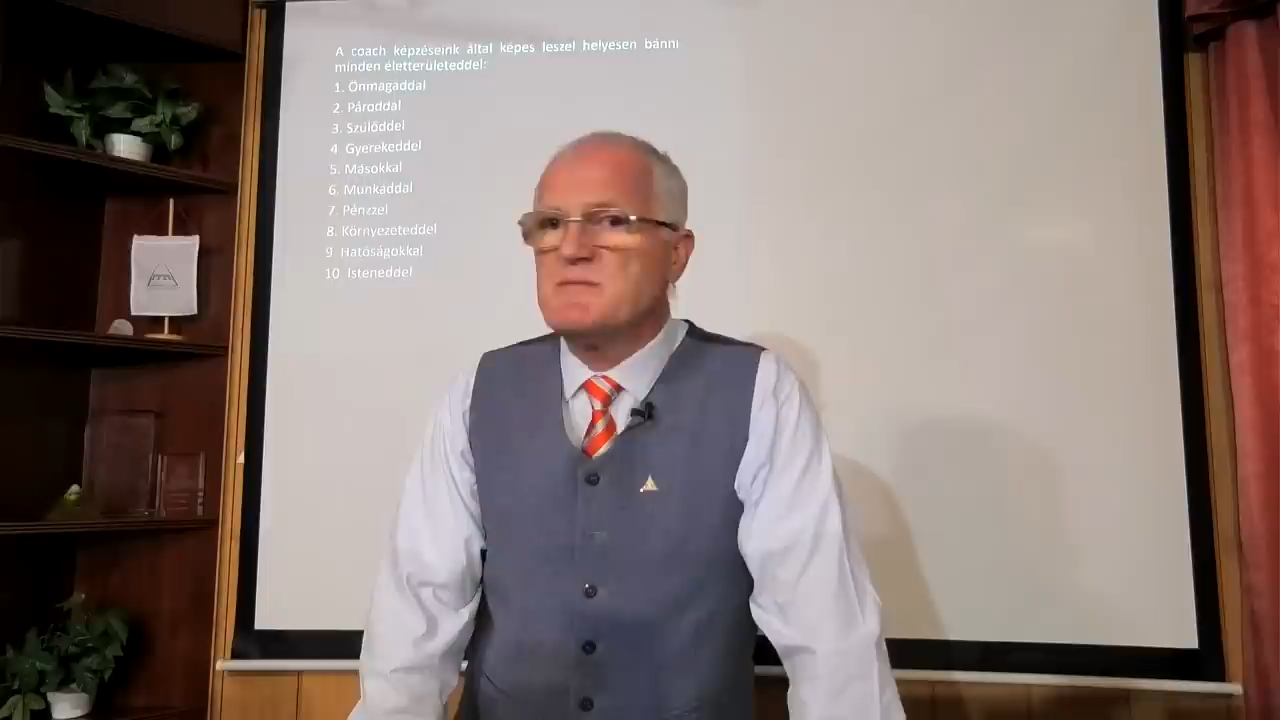 A coach képzéseink által képes leszel helyesen bánni
minden életterületeddel:
1. Önmagaddal
2. Pároddal
3. Szülőddel
4 Gyerekeddel
5. Másokkal
6. Munkáddal
7. Pénzzel
8. Környezeteddel
9 Hatóságokkal
10 Isteneddel